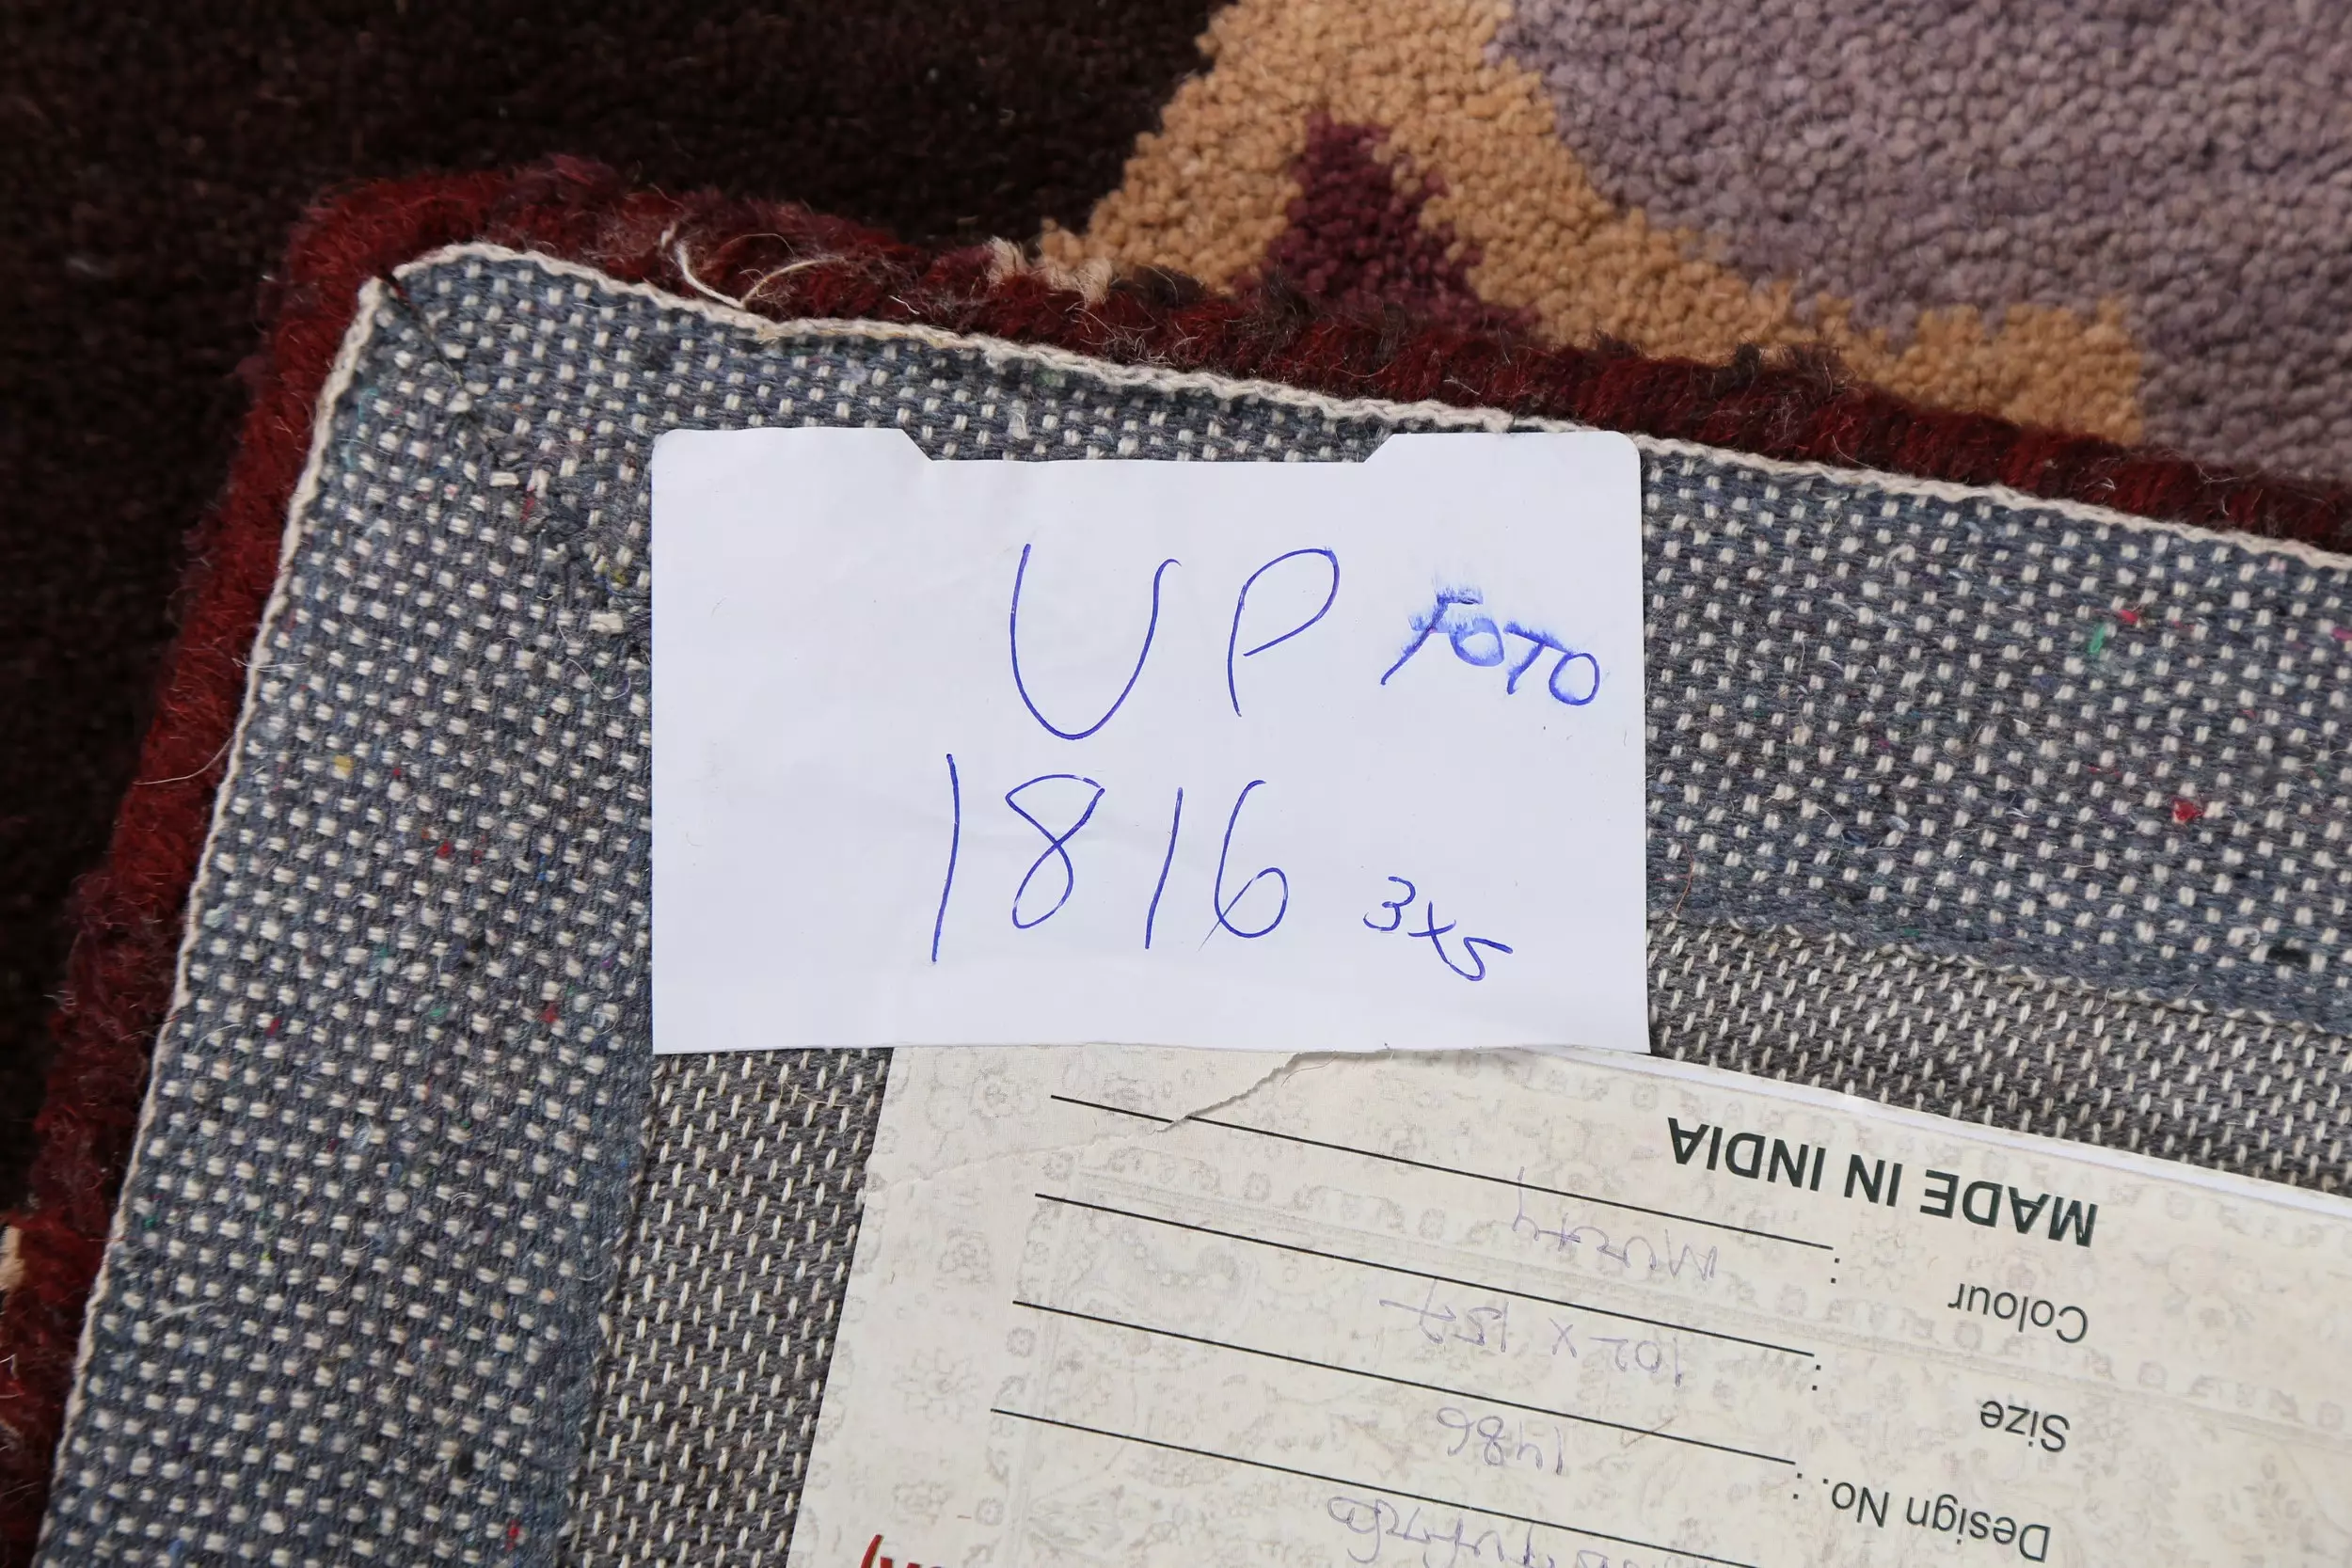 UP FOTO
1816 3x5
MADE IN INDIA
Colour : Multy
Size : 102 x 157
Design No. : 1486